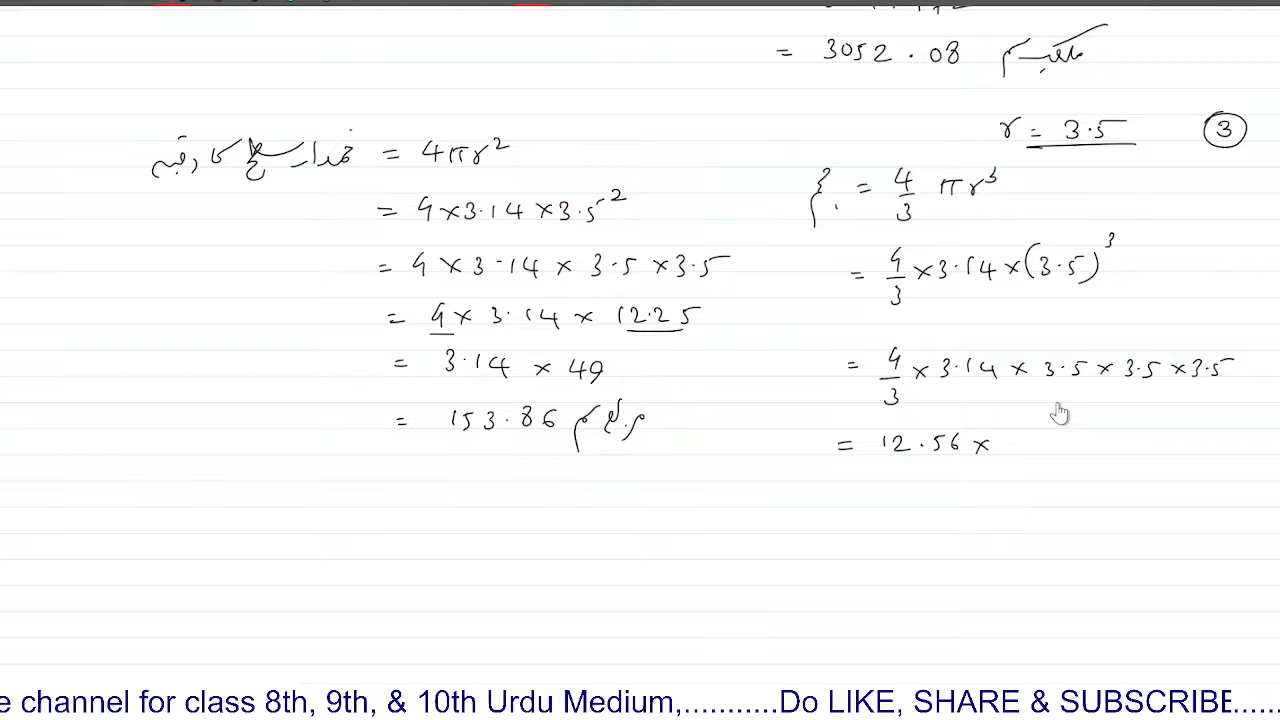 = 3052.08 مکعب سم
r = 3.5 ③
حجم = 4/3 πr³
= 4/3 × 3.14 × (3.5)³
= 4/3 × 3.14 × 3.5 × 3.5 × 3.5
= 12.56 ×
خمدار سطح کا رقبہ = 4πr²
= 4 × 3.14 × 3.5²
= 4 × 3.14 × 3.5 × 3.5
= 4 × 3.14 × 12.25
= 3.14 × 49
= 153.86 مربع سم
e channel for class 8th, 9th, & 10th Urdu Medium,...........Do LIKE, SHARE & SUBSCRIBE......